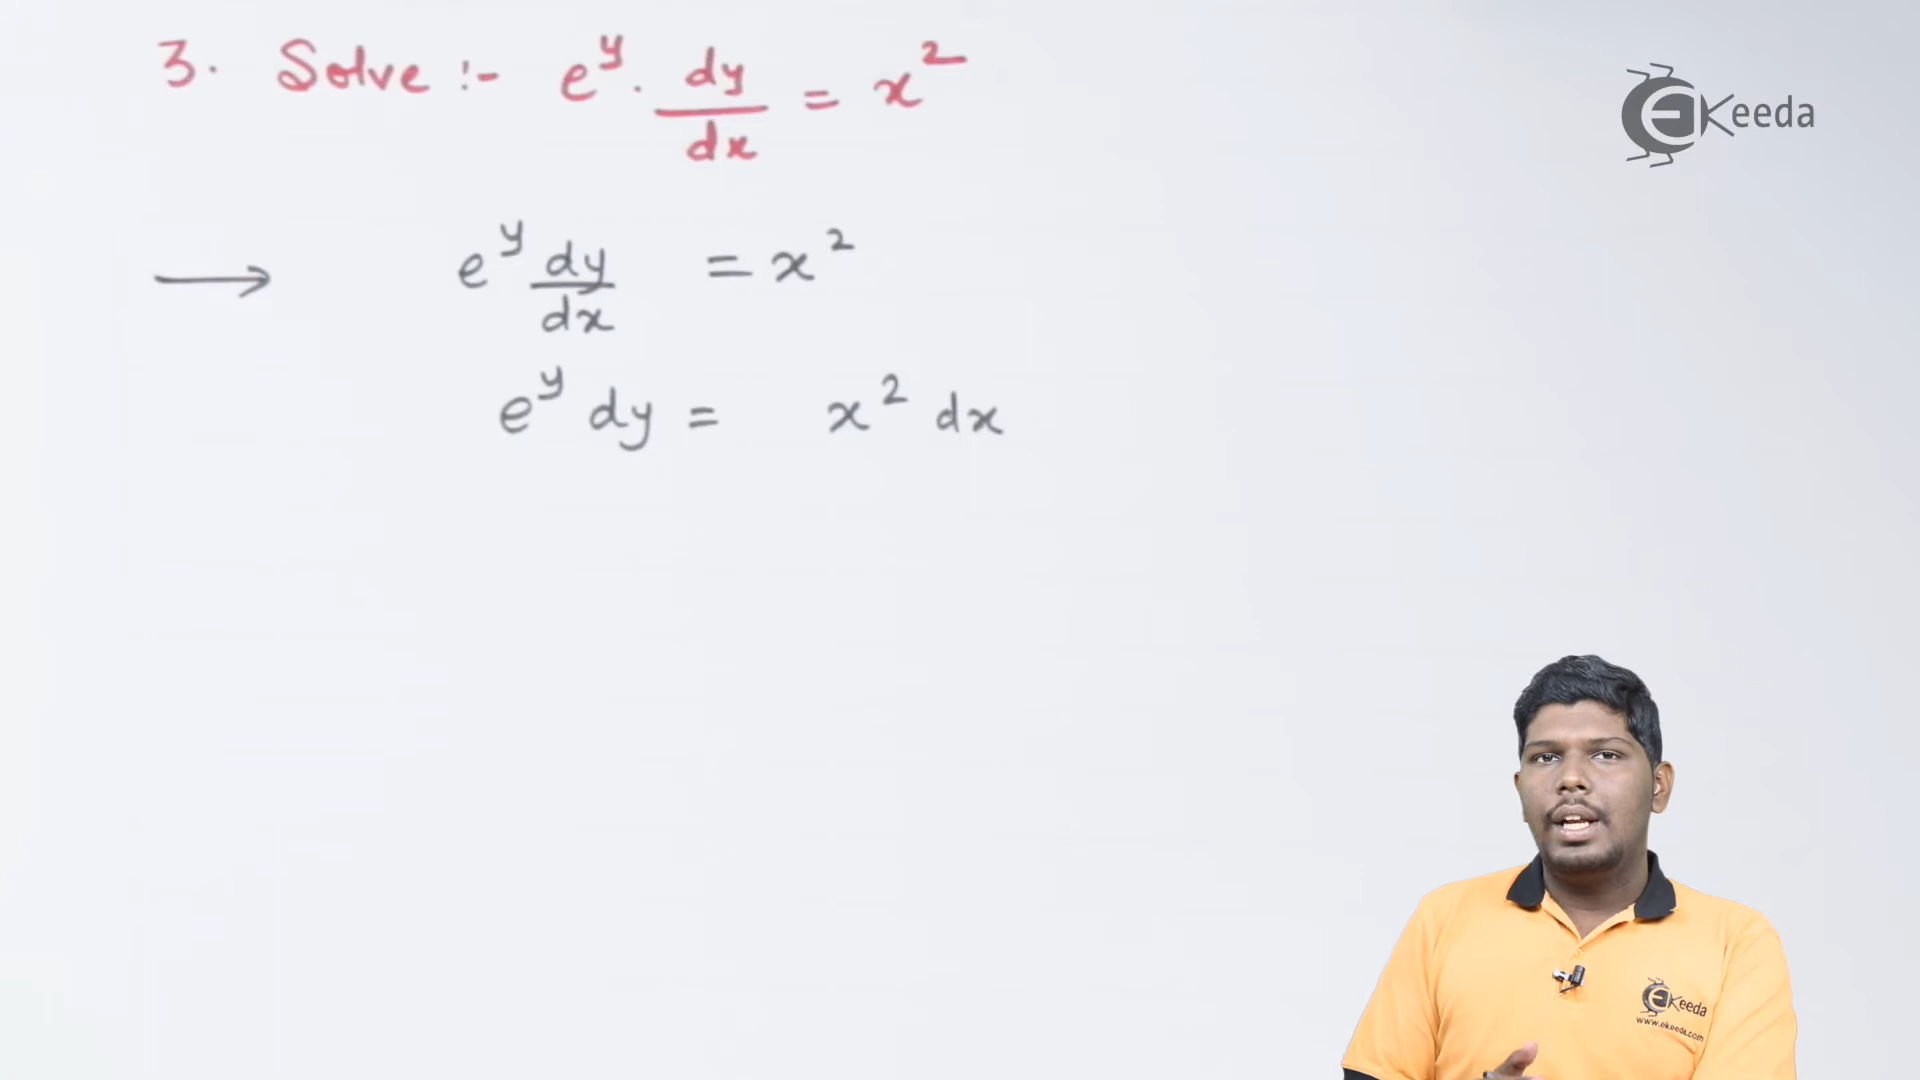 3. Solve :- e^y . dy/dx = x^2
Keeda
→ e^y dy/dx = x^2
e^y dy = x^2 dx
Keeda
www.ekeeda.com